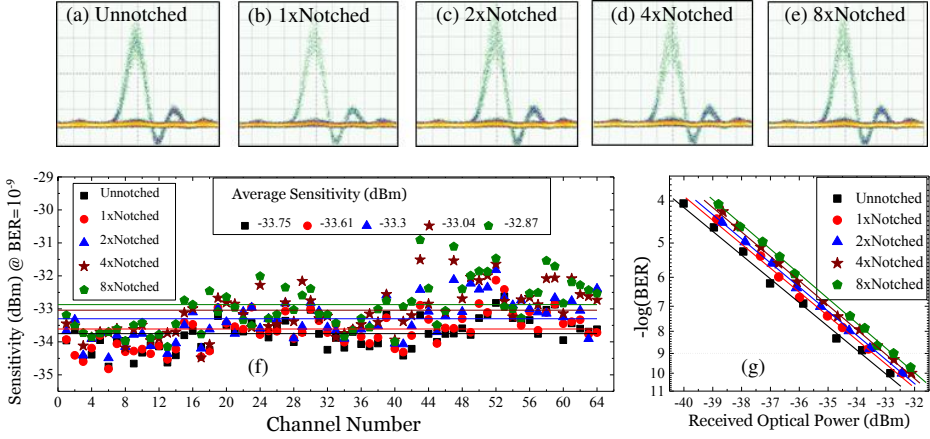 (a) Unnotched
(b) 1xNotched
(c) 2xNotched
(d) 4xNotched
(e) 8xNotched
Sensitivity (dBm) @ BER=10⁻⁹
-29
-30
-31
-32
-33
-34
-35
Unnotched
1xNotched
2xNotched
4xNotched
8xNotched
Average Sensitivity (dBm)
-33.75 -33.61 -33.3 -33.04 -32.87
(f)
0 4 8 12 16 20 24 28 32 36 40 44 48 52 56 60 64
Channel Number
-log(BER)
4
5
6
7
8
9
10
11
Unnotched
1xNotched
2xNotched
4xNotched
8xNotched
(g)
-40 -39 -38 -37 -36 -35 -34 -33 -32
Received Optical Power (dBm)